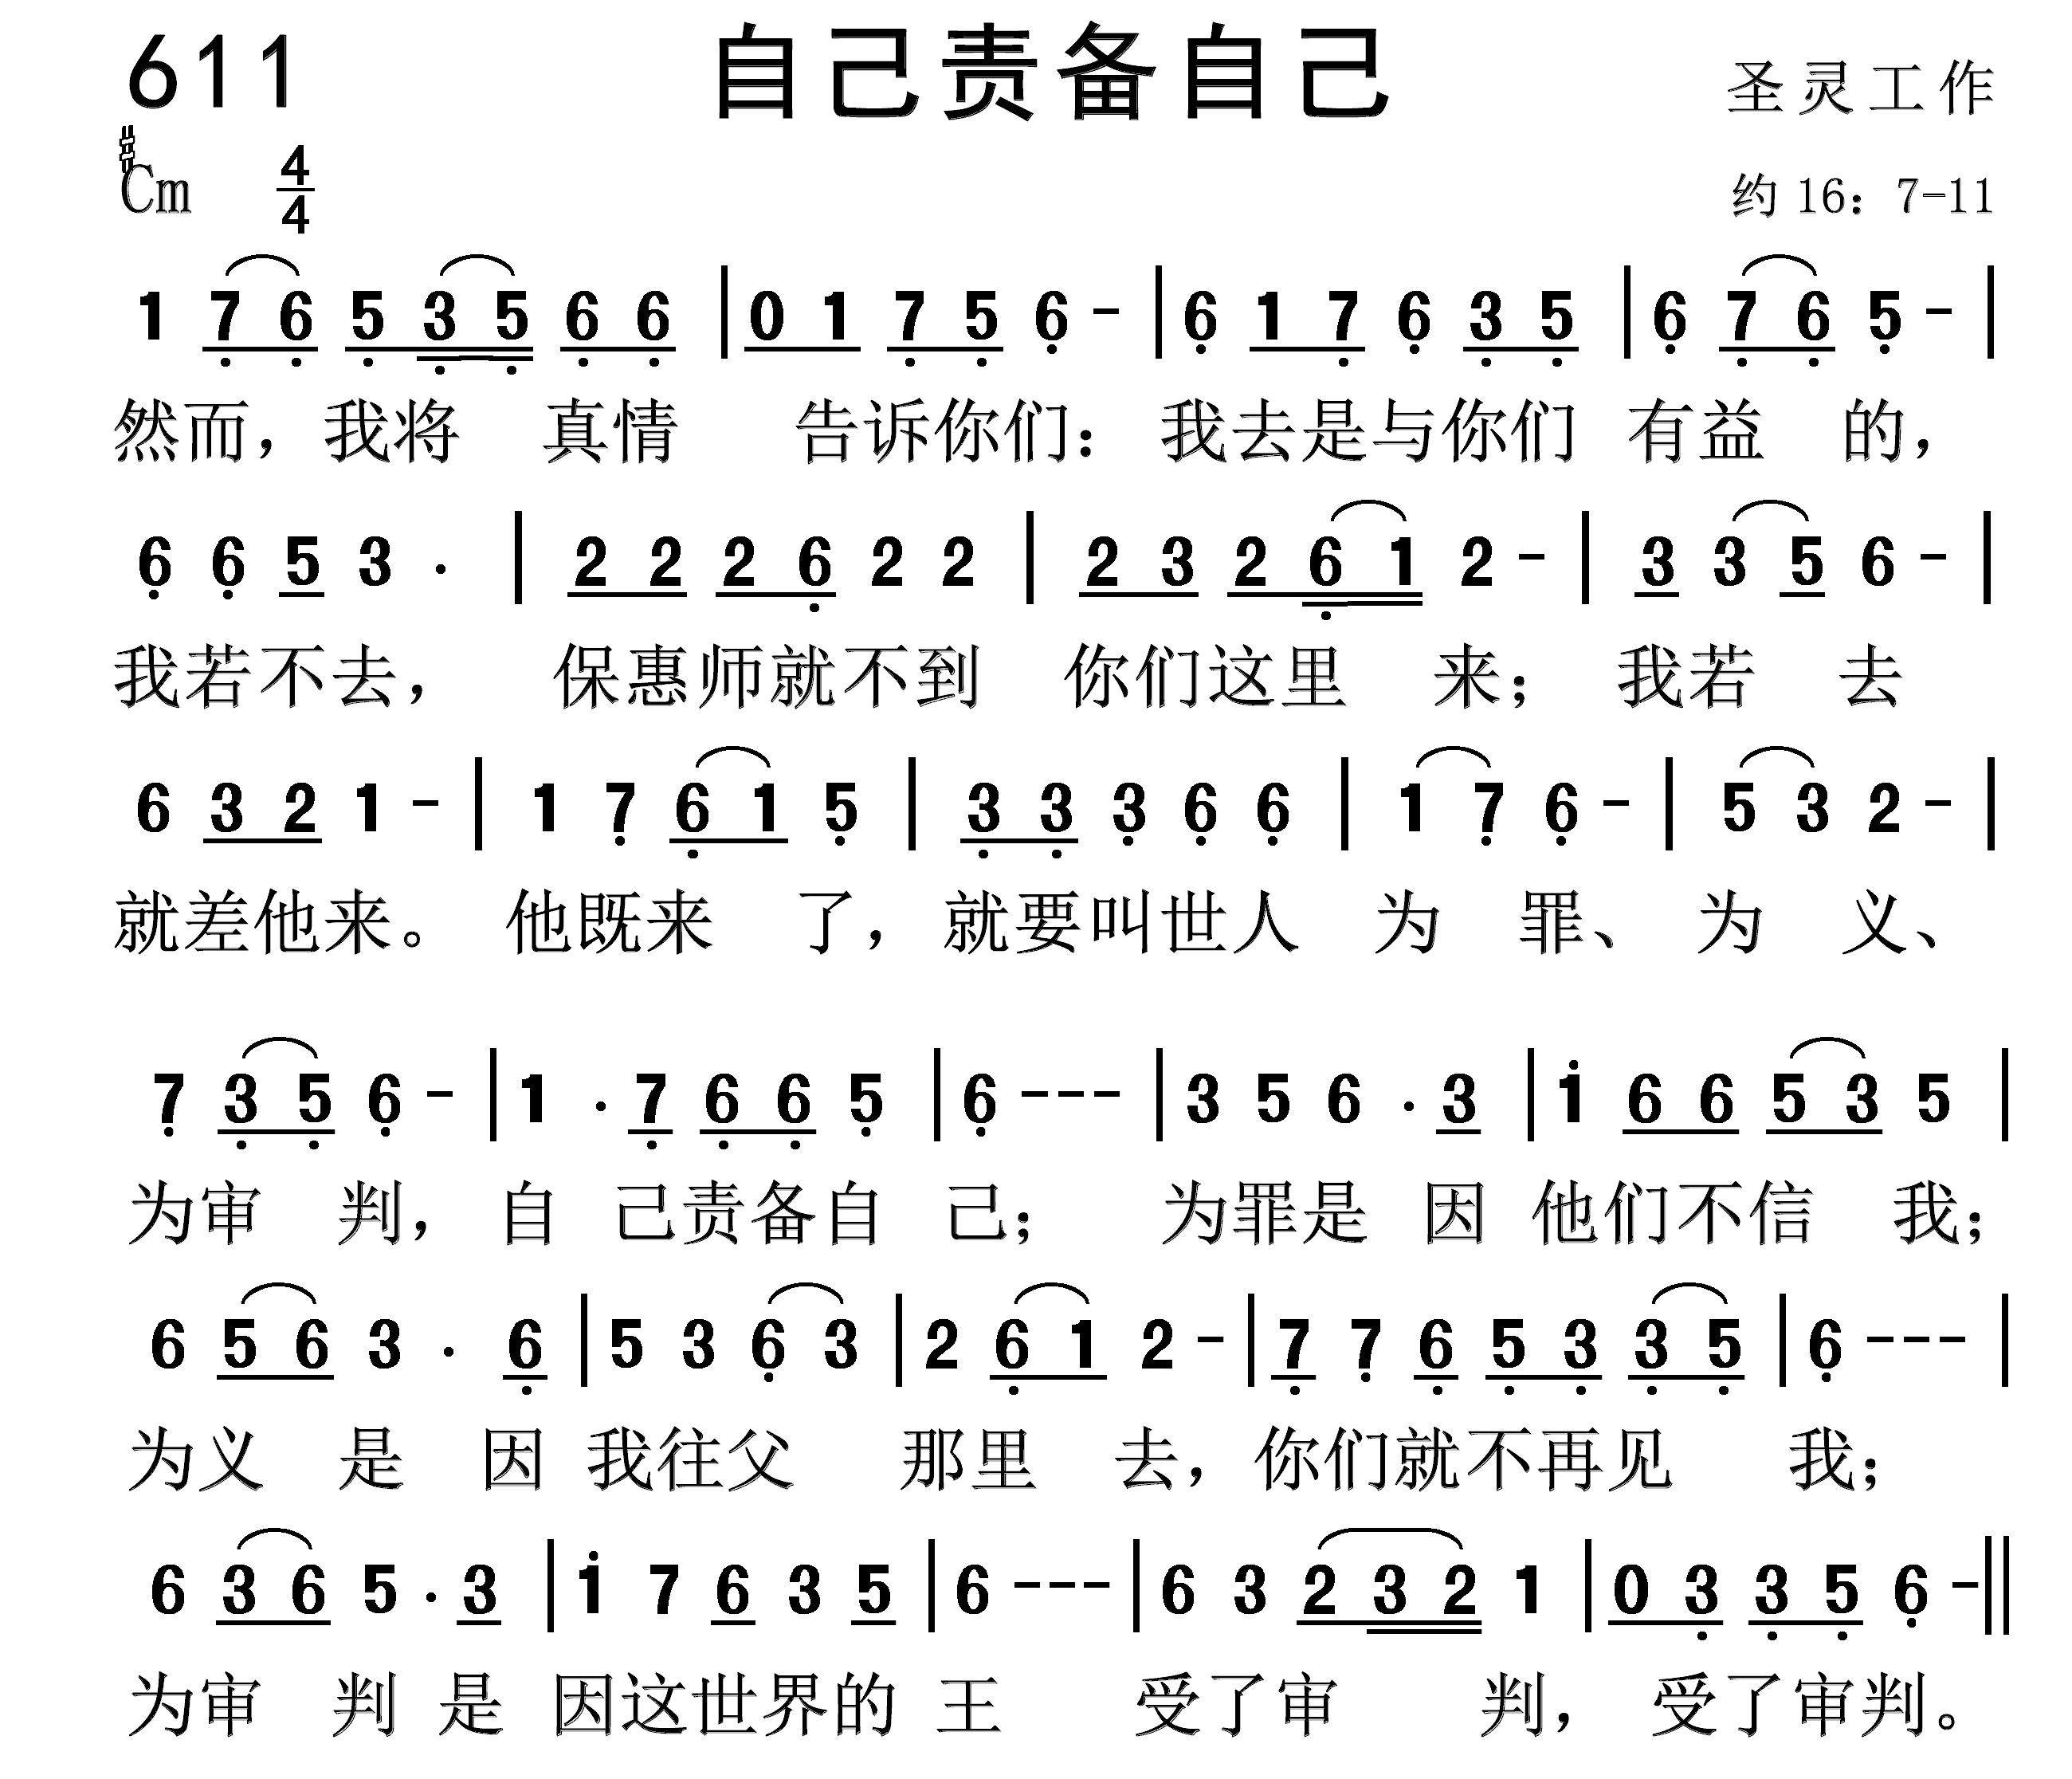 611 自己责备自己 圣灵工作
#Cm 4/4 约16：7-11
1 7 6 5 3 5 6 6 | 0 1 7 5 6 - | 6 1 7 6 3 5 | 6 7 6 5 - |
然而，我将 真情 告诉你们：我去是与你们 有益 的，
6 6 5 3 . | 2 2 2 6 2 2 | 2 3 2 6 1 2 - | 3 3 5 6 - |
我若不去， 保惠师就不到 你们这里 来； 我若 去
6 3 2 1 - | 1 7 6 1 5 | 3 3 3 6 6 | 1 7 6 - | 5 3 2 - |
就差他来。 他既来 了，就要叫世人 为 罪、 为 义、
7 3 5 6 - | 1 . 7 6 6 5 | 6 - - - | 3 5 6 . 3 | i 6 6 5 3 5 |
为审 判，自 己责备自 己； 为罪是 因 他们不信 我；
6 5 6 3 . 6 | 5 3 6 3 | 2 6 1 2 - | 7 7 6 5 3 3 5 | 6 - - - |
为义 是 因 我往父 那里 去，你们就不再见 我；
6 3 6 5 . 3 | i 7 6 3 5 | 6 - - - | 6 3 2 3 2 1 | 0 3 3 5 6 - ||
为审 判 是 因这世界的 王 受了审 判， 受了审判。